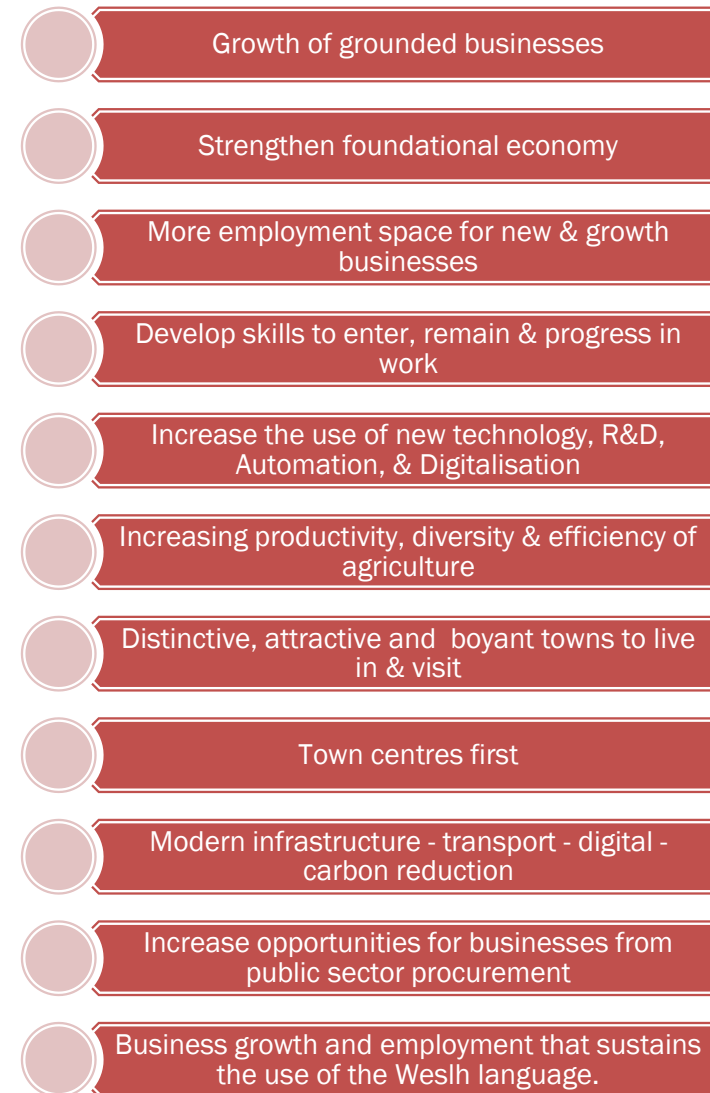 Growth of grounded businesses
Strengthen foundational economy
More employment space for new & growth
businesses
Develop skills to enter, remain & progress in
work
Increase the use of new technology, R&D,
Automation, & Digitalisation
Increasing productivity, diversity & efficiency of
agriculture
Distinctive, attractive and  boyant towns to live
in & visit
Town centres first
Modern infrastructure - transport - digital -
carbon reduction
Increase opportunities for businesses from
public sector procurement
Business growth and employment that sustains
the use of the Weslh language.